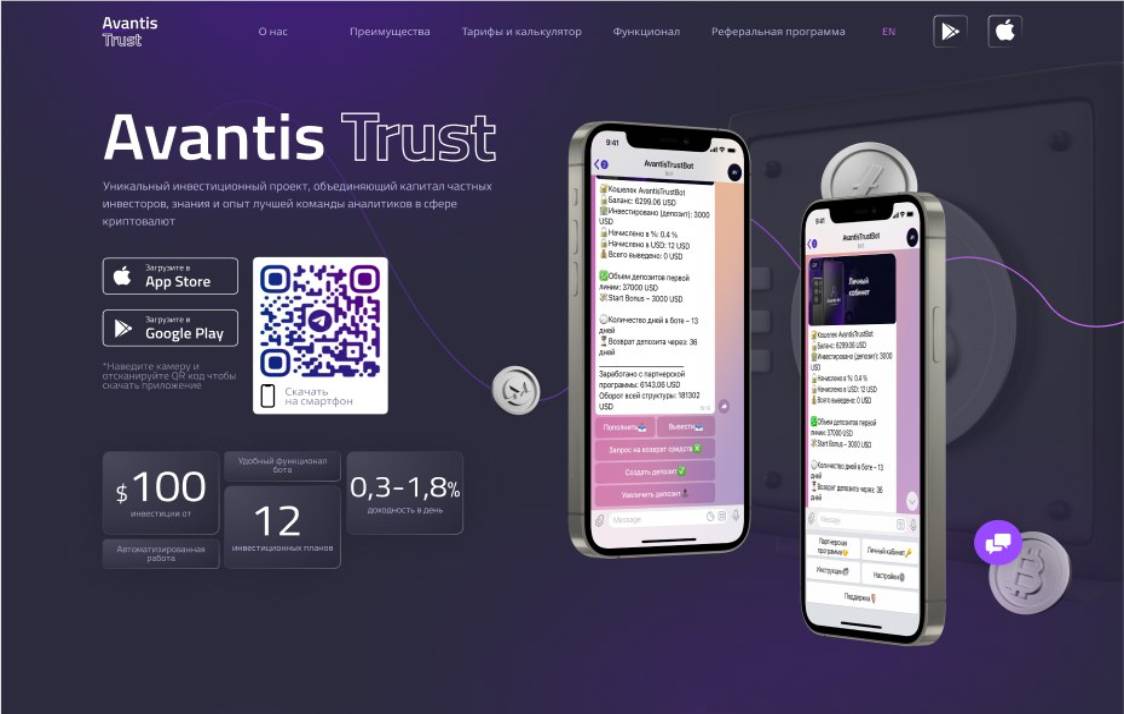 Avantis
Trust
О нас
Преимущества
Тарифы и калькулятор
Функционал
Реферальная программа
EN
Avantis Trust
Уникальный инвестиционный проект, объединяющий капитал частных
инвесторов, знания и опыт лучшей команды аналитиков в сфере
криптовалют
Загрузите в
App Store
Загрузите в
Google Play
*Наведите камеру и
отсканируйте QR код чтобы
скачать приложение
Скачать
на смартфон
$100
инвестиции от
Автоматизированная
работа
Удобный функционал
бота
12
инвестиционных планов
0,3-1,8%
доходность в день
9:41
2
AvantisTrustBot
bot
Кошелек AvantisTrustBot
Баланс: 6299.06 USD
Инвестировано (депозит): 3000
USD
Начислено в %: 0.4 %
Начислено в USD: 12 USD
Всего выведено: 0 USD
Объем депозитов первой
линии: 37000 USD
Start Bonus – 3000 USD
Количество дней в боте – 13
дней
Возврат депозита через: 36
дней
Заработано с партнерской
программы: 6143.06 USD
Оборот всей структуры: 181302
USD
Пополнить
Вывести
Запрос на возврат средств
Создать депозит
Увеличить депозит
Message
9:41
AvantisTrustBot
bot
Личный
кабинет
Кошелек AvantisTrustBot
Баланс: 6299.06 USD
Инвестировано (депозит): 3000
USD
Начислено в %: 0.4 %
Начислено в USD: 12 USD
Всего выведено: 0 USD
Объем депозитов первой
линии: 37000 USD
Start Bonus – 3000 USD
Количество дней в боте – 13
дней
Возврат депозита через: 36
дней
Message
Партнерская
программа
Личный кабинет
Инструкции
Настройки
Поддержка